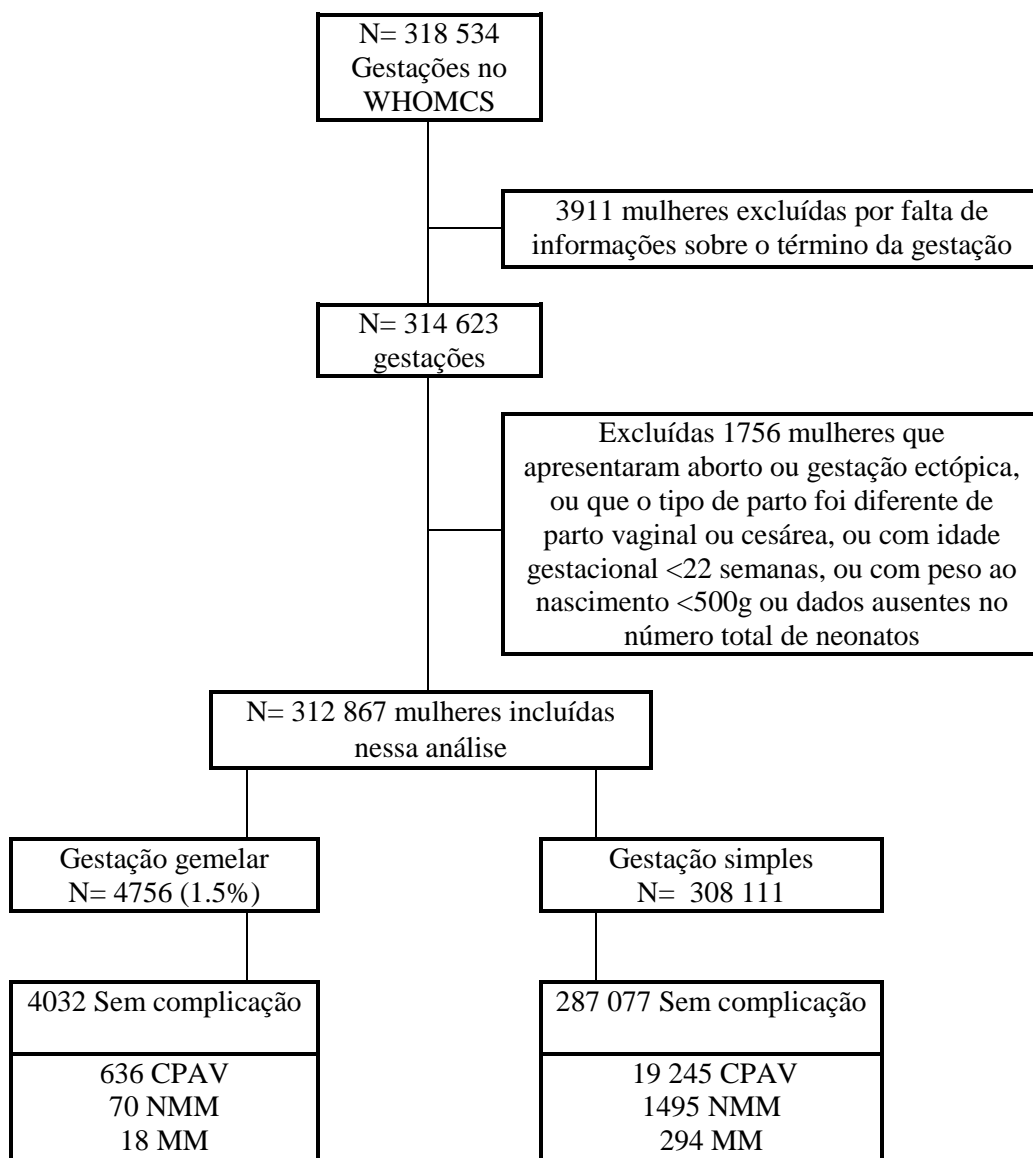 N= 318 534
Gestações no
WHOMCS
3911 mulheres excluídas por falta de
informações sobre o término da gestação
N= 314 623
gestações
Excluídas 1756 mulheres que
apresentaram aborto ou gestação ectópica,
ou que o tipo de parto foi diferente de
parto vaginal ou cesárea, ou com idade
gestacional <22 semanas, ou com peso ao
nascimento <500g ou dados ausentes no
número total de neonatos
N= 312 867 mulheres incluídas
nessa análise
Gestação gemelar
N= 4756 (1.5%)
Gestação simples
N= 308 111
4032 Sem complicação
636 CPAV
70 NMM
18 MM
287 077 Sem complicação
19 245 CPAV
1495 NMM
294 MM